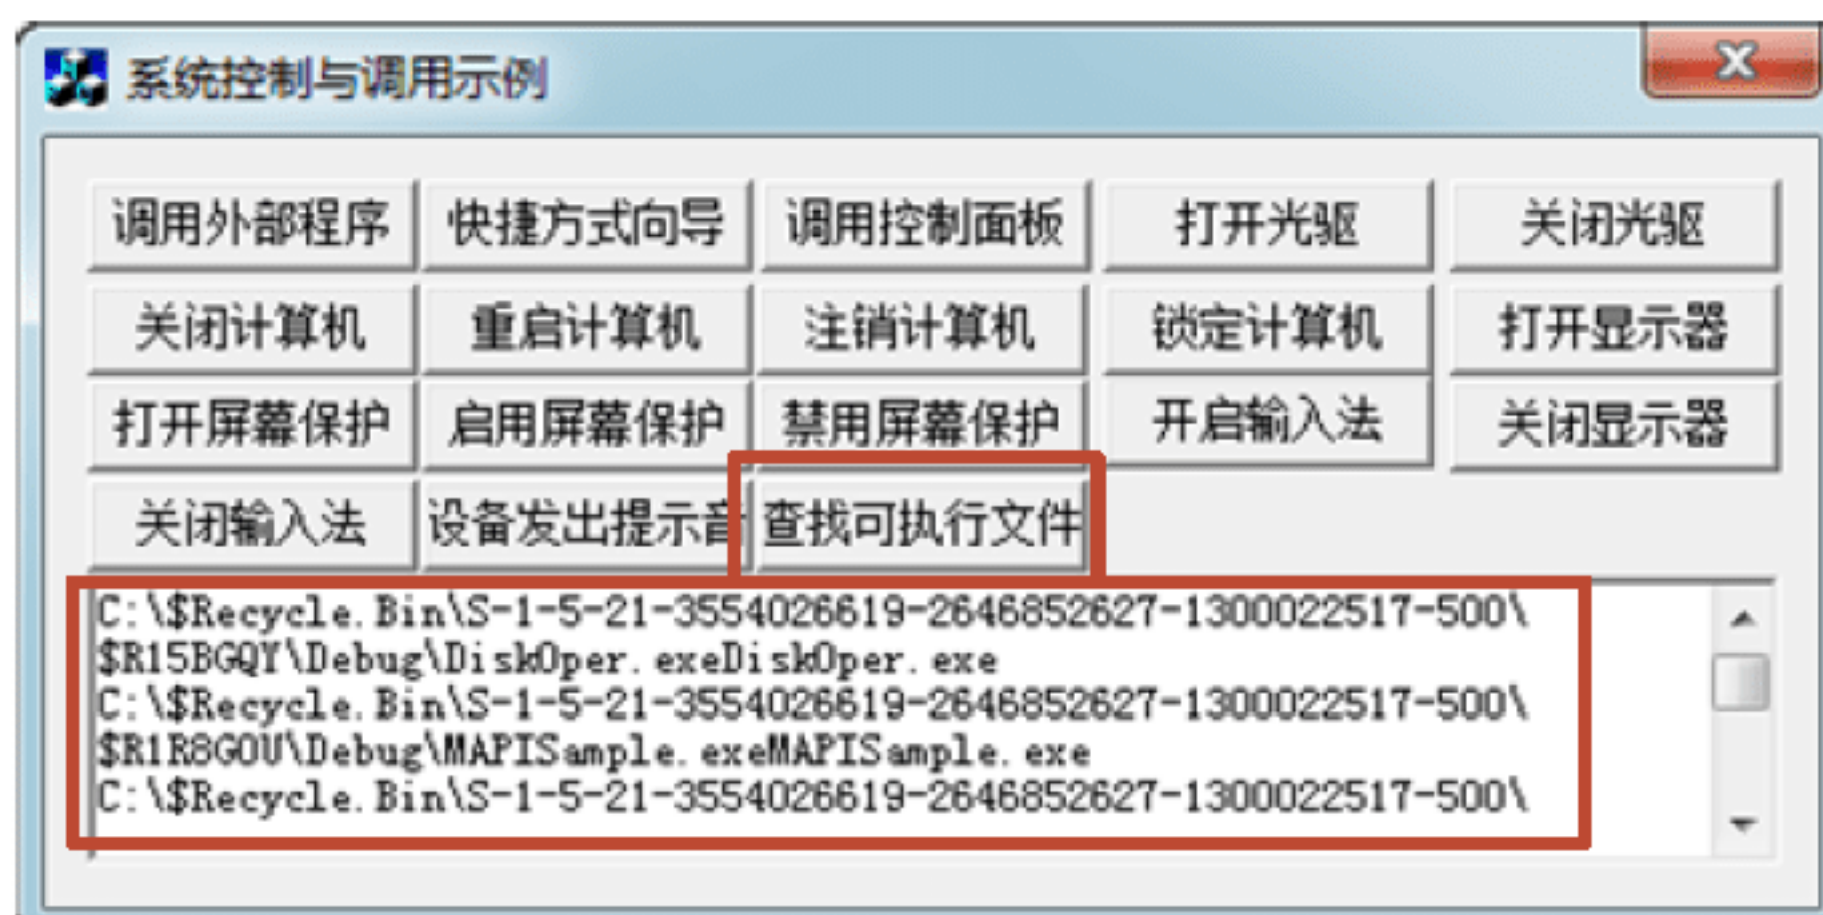 系统控制与调用示例
调用外部程序 快捷方式向导 调用控制面板 打开光驱 关闭光驱
关闭计算机 重启计算机 注销计算机 锁定计算机 打开显示器
打开屏幕保护 启用屏幕保护 禁用屏幕保护 开启输入法 关闭显示器
关闭输入法 设备发出提示音 查找可执行文件
C:\$Recycle.Bin\S-1-5-21-3554026619-2646852627-1300022517-500\
$R15BGQY\Debug\DiskOper.exeDiskOper.exe
C:\$Recycle.Bin\S-1-5-21-3554026619-2646852627-1300022517-500\
$R1R8GOU\Debug\MAPISample.exeMAPISample.exe
C:\$Recycle.Bin\S-1-5-21-3554026619-2646852627-1300022517-500\